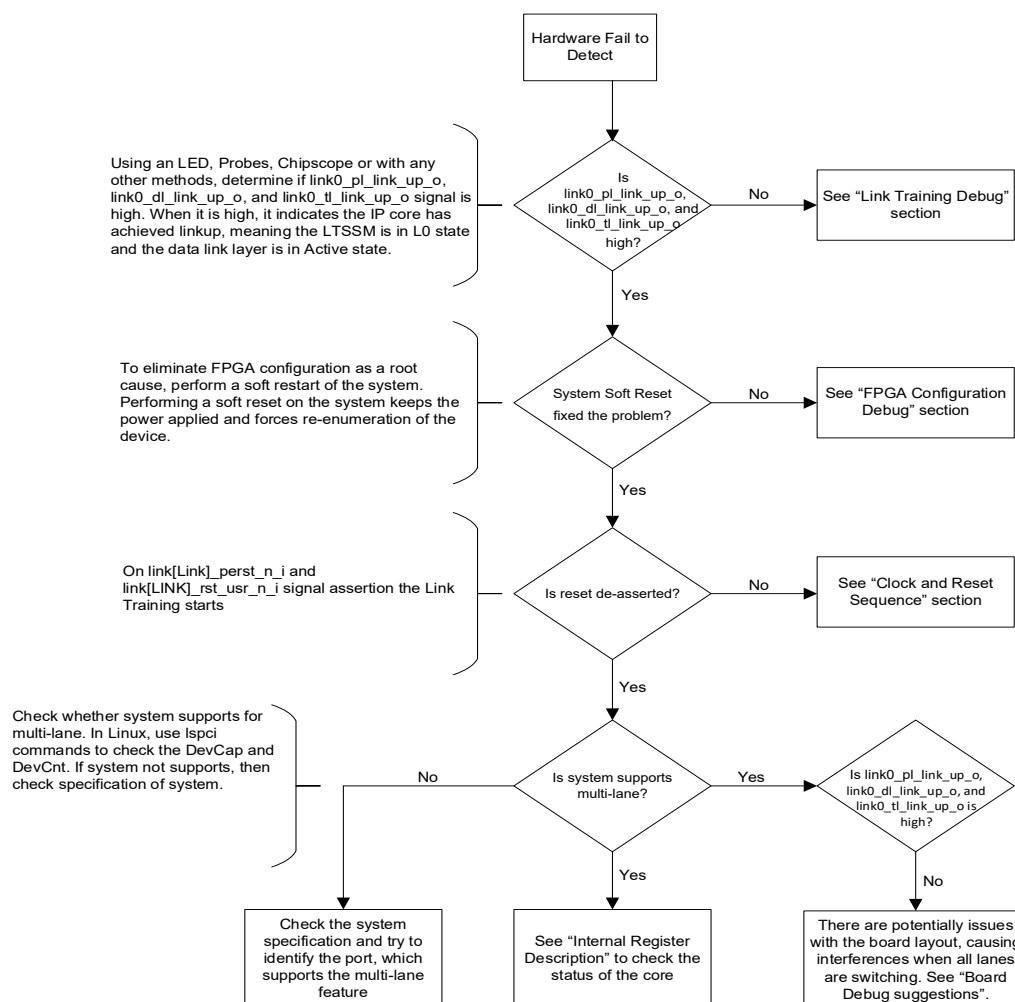 Hardware Fail to
Detect
Using an LED, Probes, Chipscope or with any
other methods, determine if link0_pl_link_up_o,
link0_dl_link_up_o, and link0_tl_link_up_o signal is
high. When it is high, it indicates the IP core has
achieved linkup, meaning the LTSSM is in L0 state
and the data link layer is in Active state.
Is
link0_pl_link_up_o,
link0_dl_link_up_o, and
link0_tl_link_up_o
high?
No
See “Link Training Debug”
section
Yes
To eliminate FPGA configuration as a root
cause, perform a soft restart of the system.
Performing a soft reset on the system keeps the
power applied and forces re-enumeration of the
device.
System Soft Reset
fixed the problem?
No
See “FPGA Configuration
Debug” section
Yes
On link[Link]_perst_n_i and
link[LINK]_rst_usr_n_i signal assertion the Link
Training starts
Is reset de-asserted?
No
See “Clock and Reset
Sequence” section
Yes
Check whether system supports for
multi-lane. In Linux, use lspci
commands to check the DevCap and
DevCnt. If system not supports, then
check specification of system.
No
Is system supports
multi-lane?
Yes
Is link0_pl_link_up_o,
link0_dl_link_up_o, and
link0_tl_link_up_o is
high?
Yes
No
Check the system
specification and try to
identify the port, which
supports the multi-lane
feature
See “Internal Register
Description” to check the
status of the core
There are potentially issues
with the board layout, causing
interferences when all lanes
are switching. See “Board
Debug suggestions”.